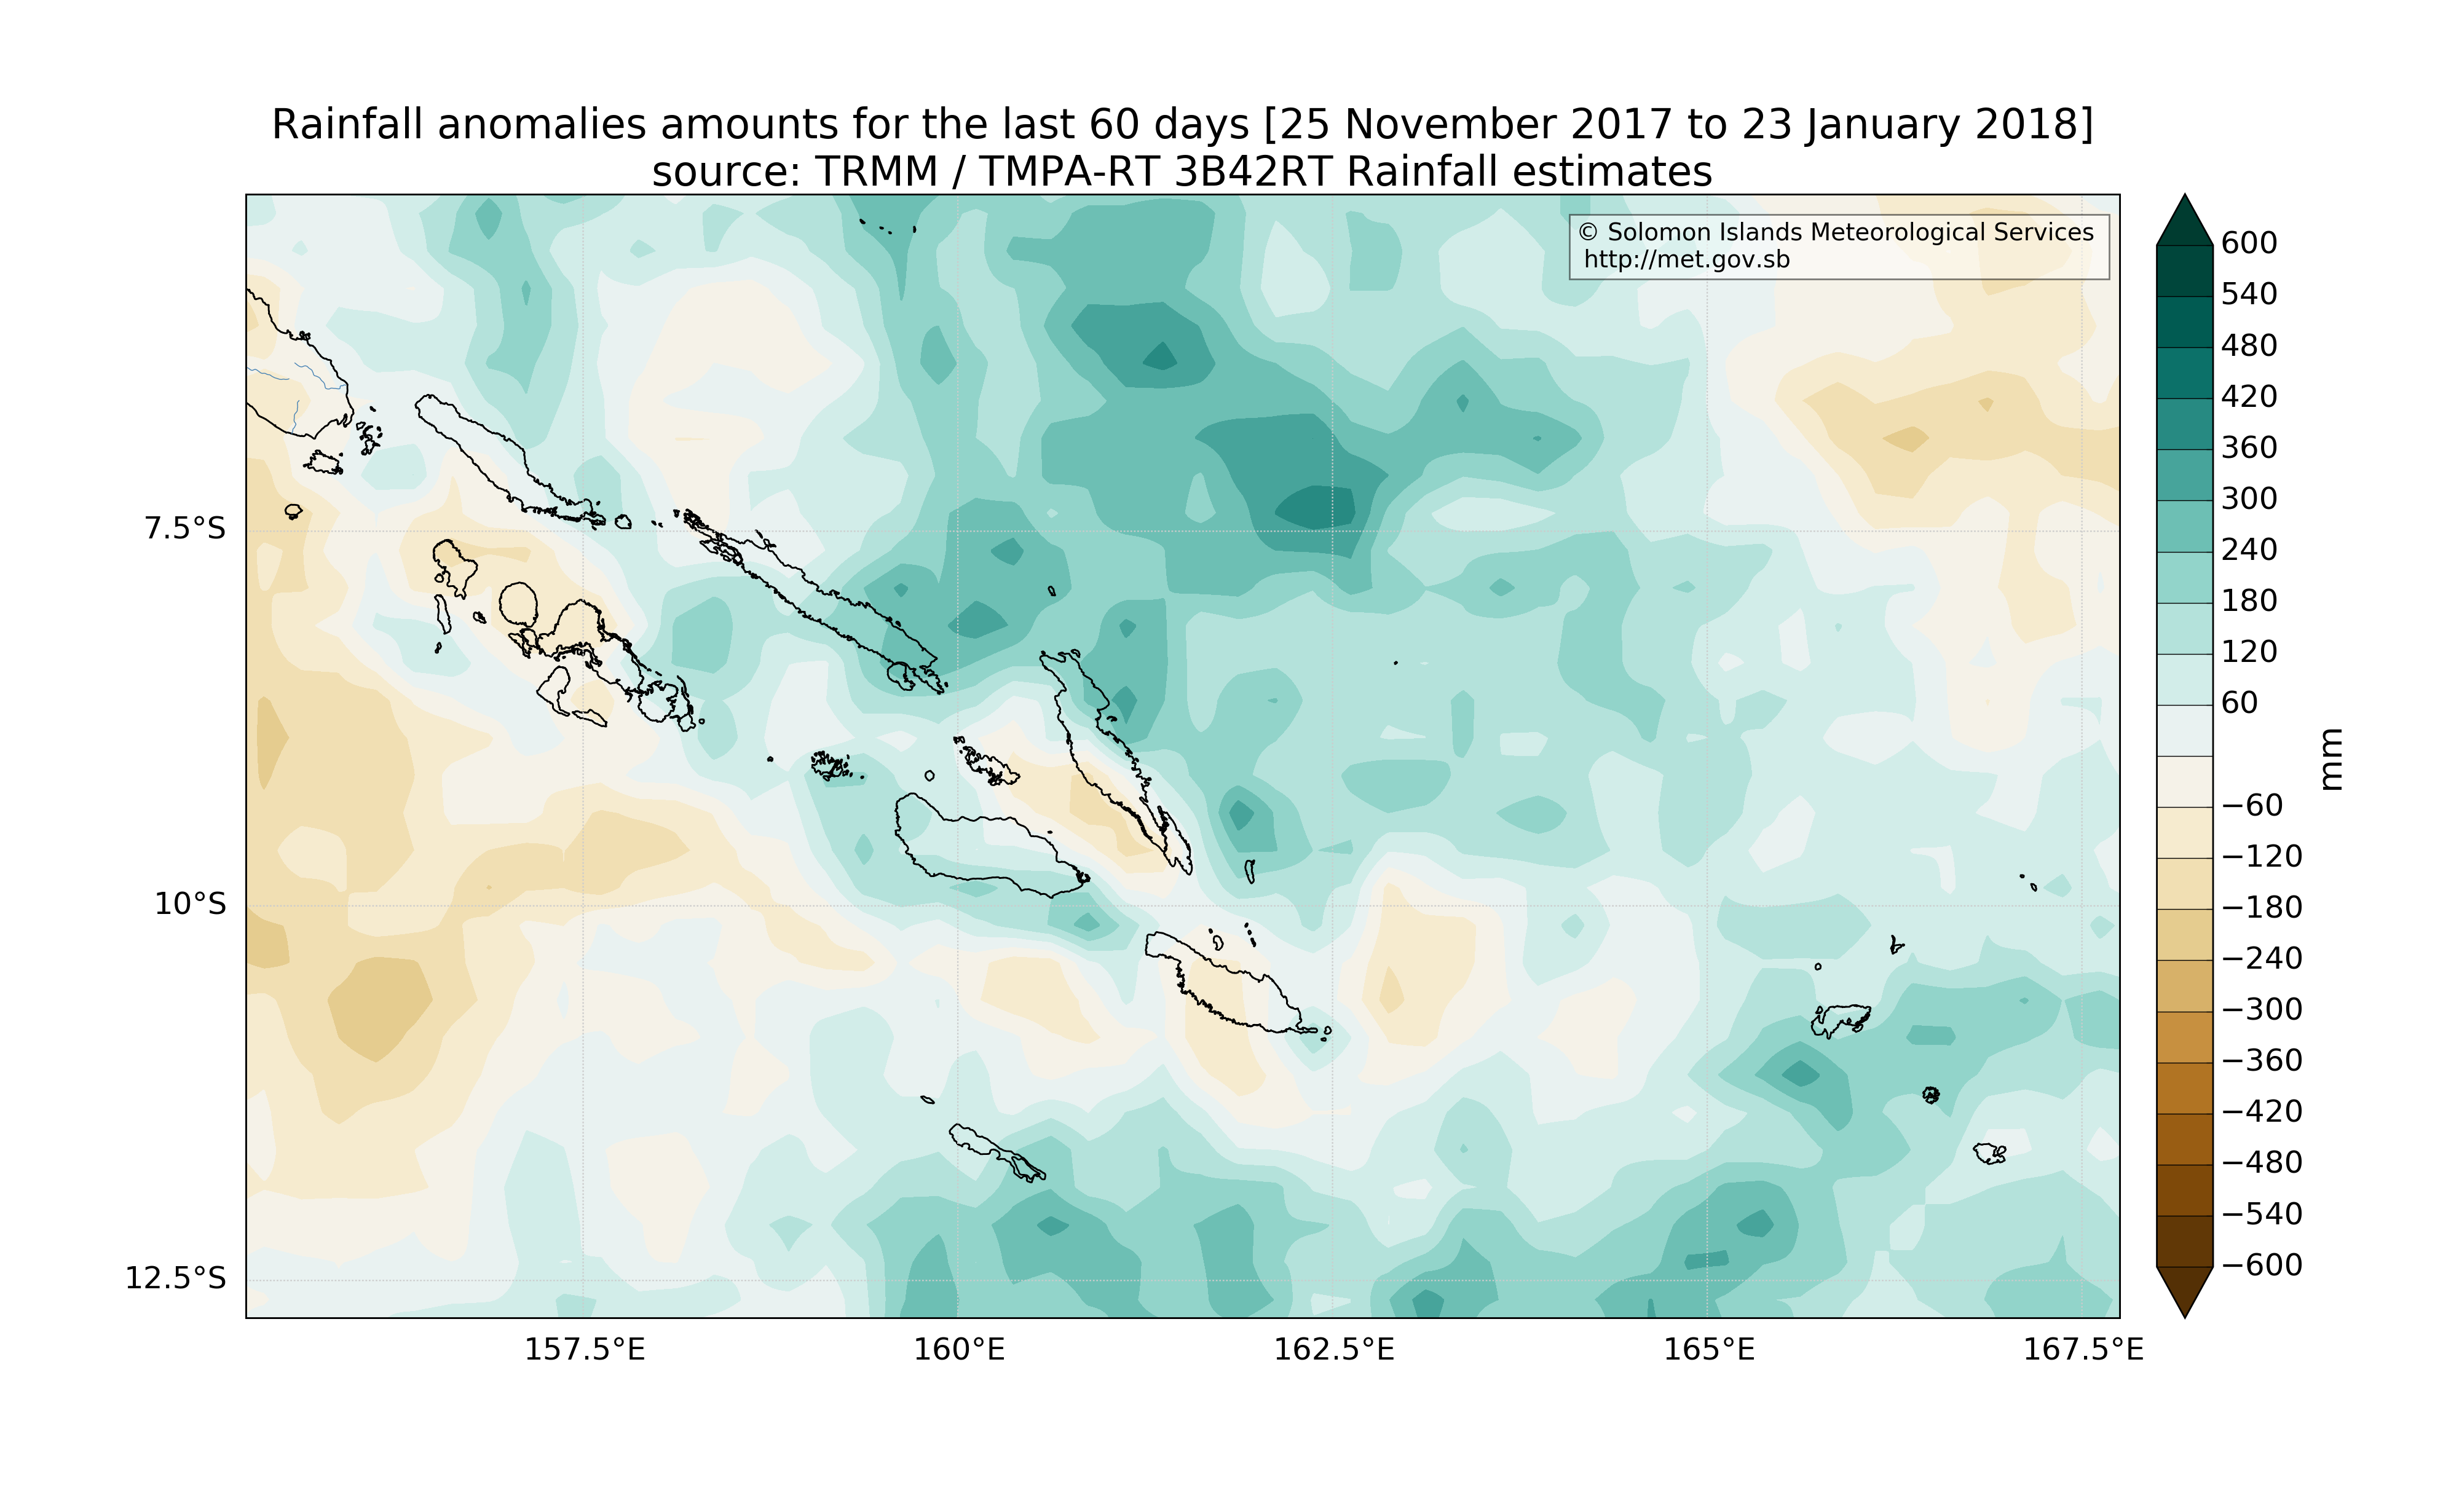 Rainfall anomalies amounts for the last 60 days [25 November 2017 to 23 January 2018]
source: TRMM / TMPA-RT 3B42RT Rainfall estimates
© Solomon Islands Meteorological Services
http://met.gov.sb
7.5°S
10°S
12.5°S
157.5°E
160°E
162.5°E
165°E
167.5°E
600
540
480
420
360
300
240
180
120
60
−60
−120
−180
−240
−300
−360
−420
−480
−540
−600
mm